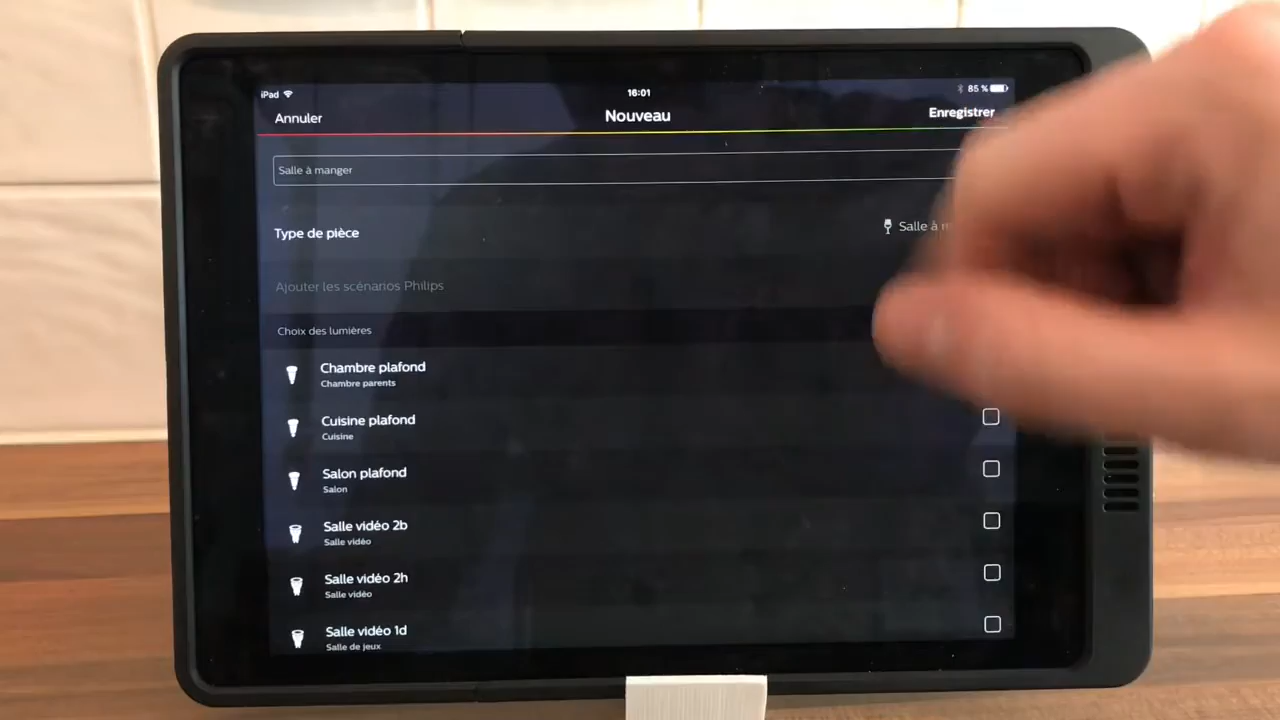 iPad 16:01 85 %
Annuler Nouveau Enregistrer
Salle à manger
Type de pièce Salle à
Ajouter les scénarios Philips
Choix des lumières
Chambre plafond
Chambre parents
Cuisine plafond
Cuisine
Salon plafond
Salon
Salle vidéo 2b
Salle vidéo
Salle vidéo 2h
Salle vidéo
Salle vidéo 1d
Salle de jeux